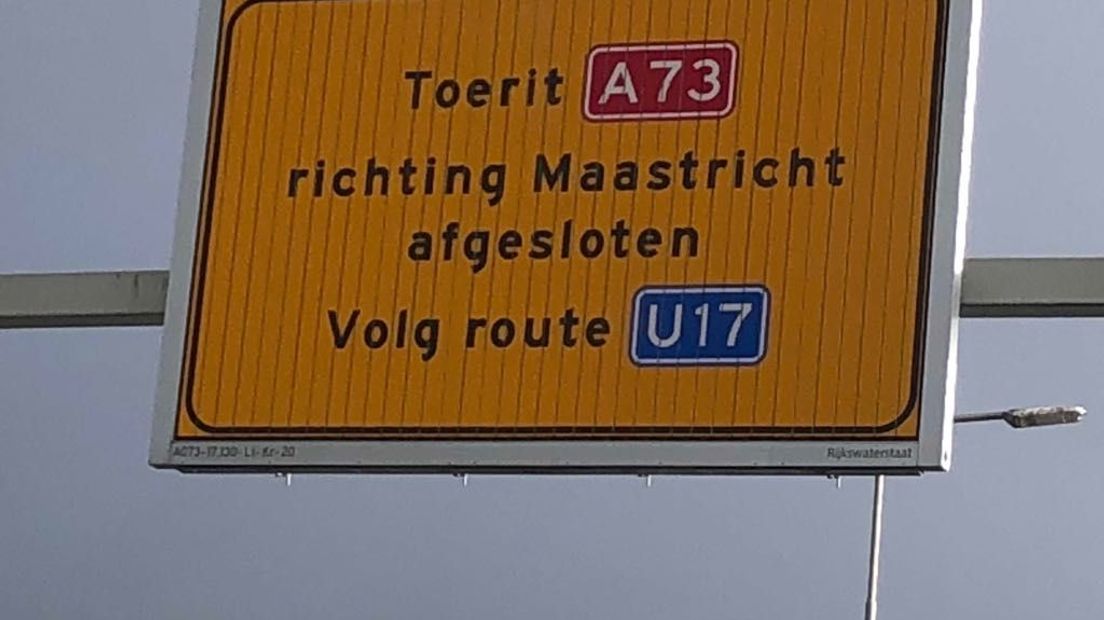 Toerit A73
richting Maastricht
afgesloten
Volg route U17
Rijkswaterstaat